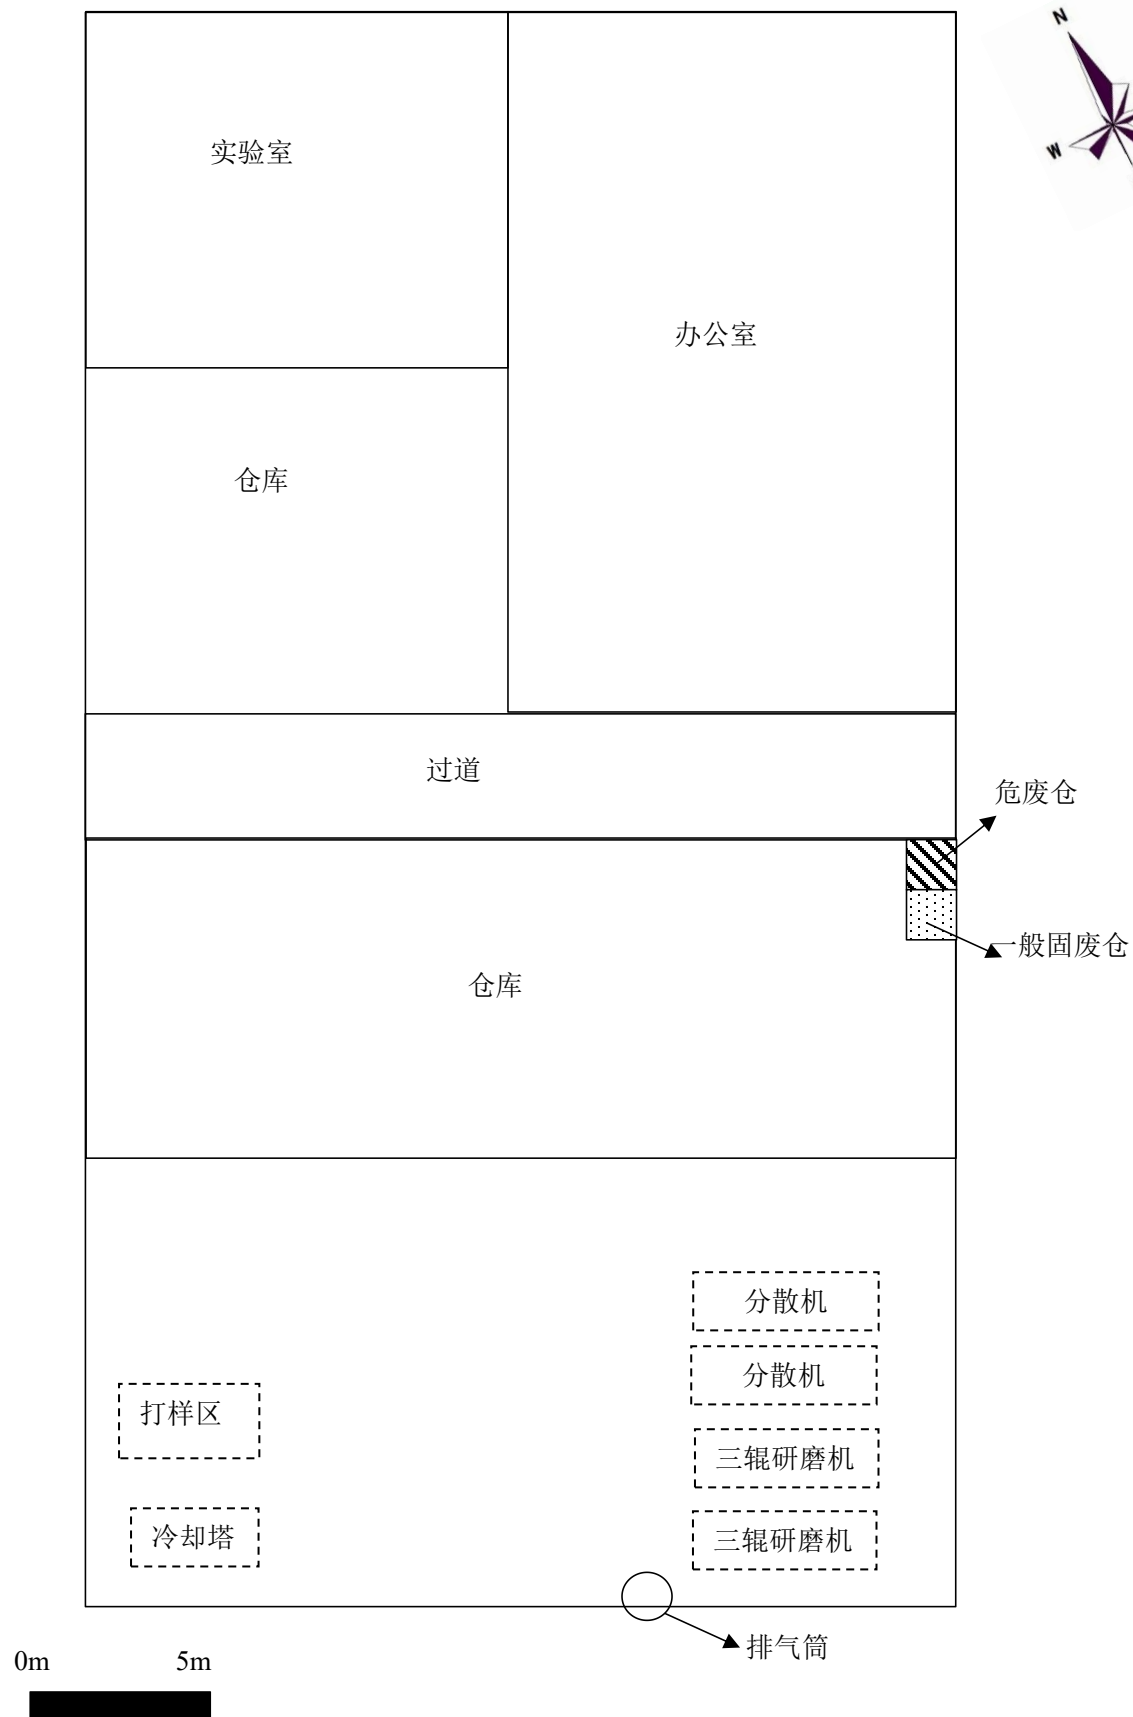 N
W
实验室
办公室
仓库
过道
危废仓
一般固废仓
仓库
分散机
分散机
打样区
三辊研磨机
冷却塔
三辊研磨机
排气筒
0m 5m